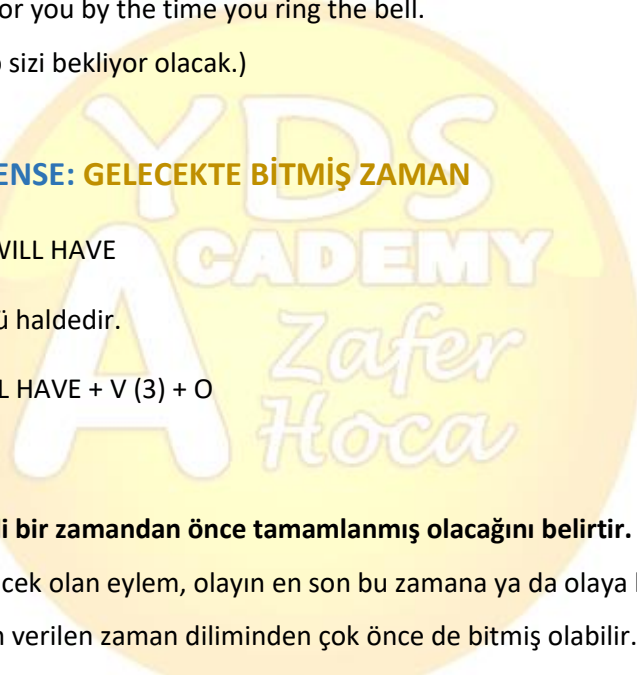 or you by the time you ring the bell.
sizi bekliyor olacak.)
ENSE: GELECEKTE BİTMİŞ ZAMAN
WILL HAVE
ü haldedir.
L HAVE + V (3) + O
i bir zamandan önce tamamlanmış olacağını belirtir.
cek olan eylem, olayın en son bu zamana ya da olaya
verilen zaman diliminden çok önce de bitmiş olabilir.
YDS
ACADEMY
Zafer
Hoca